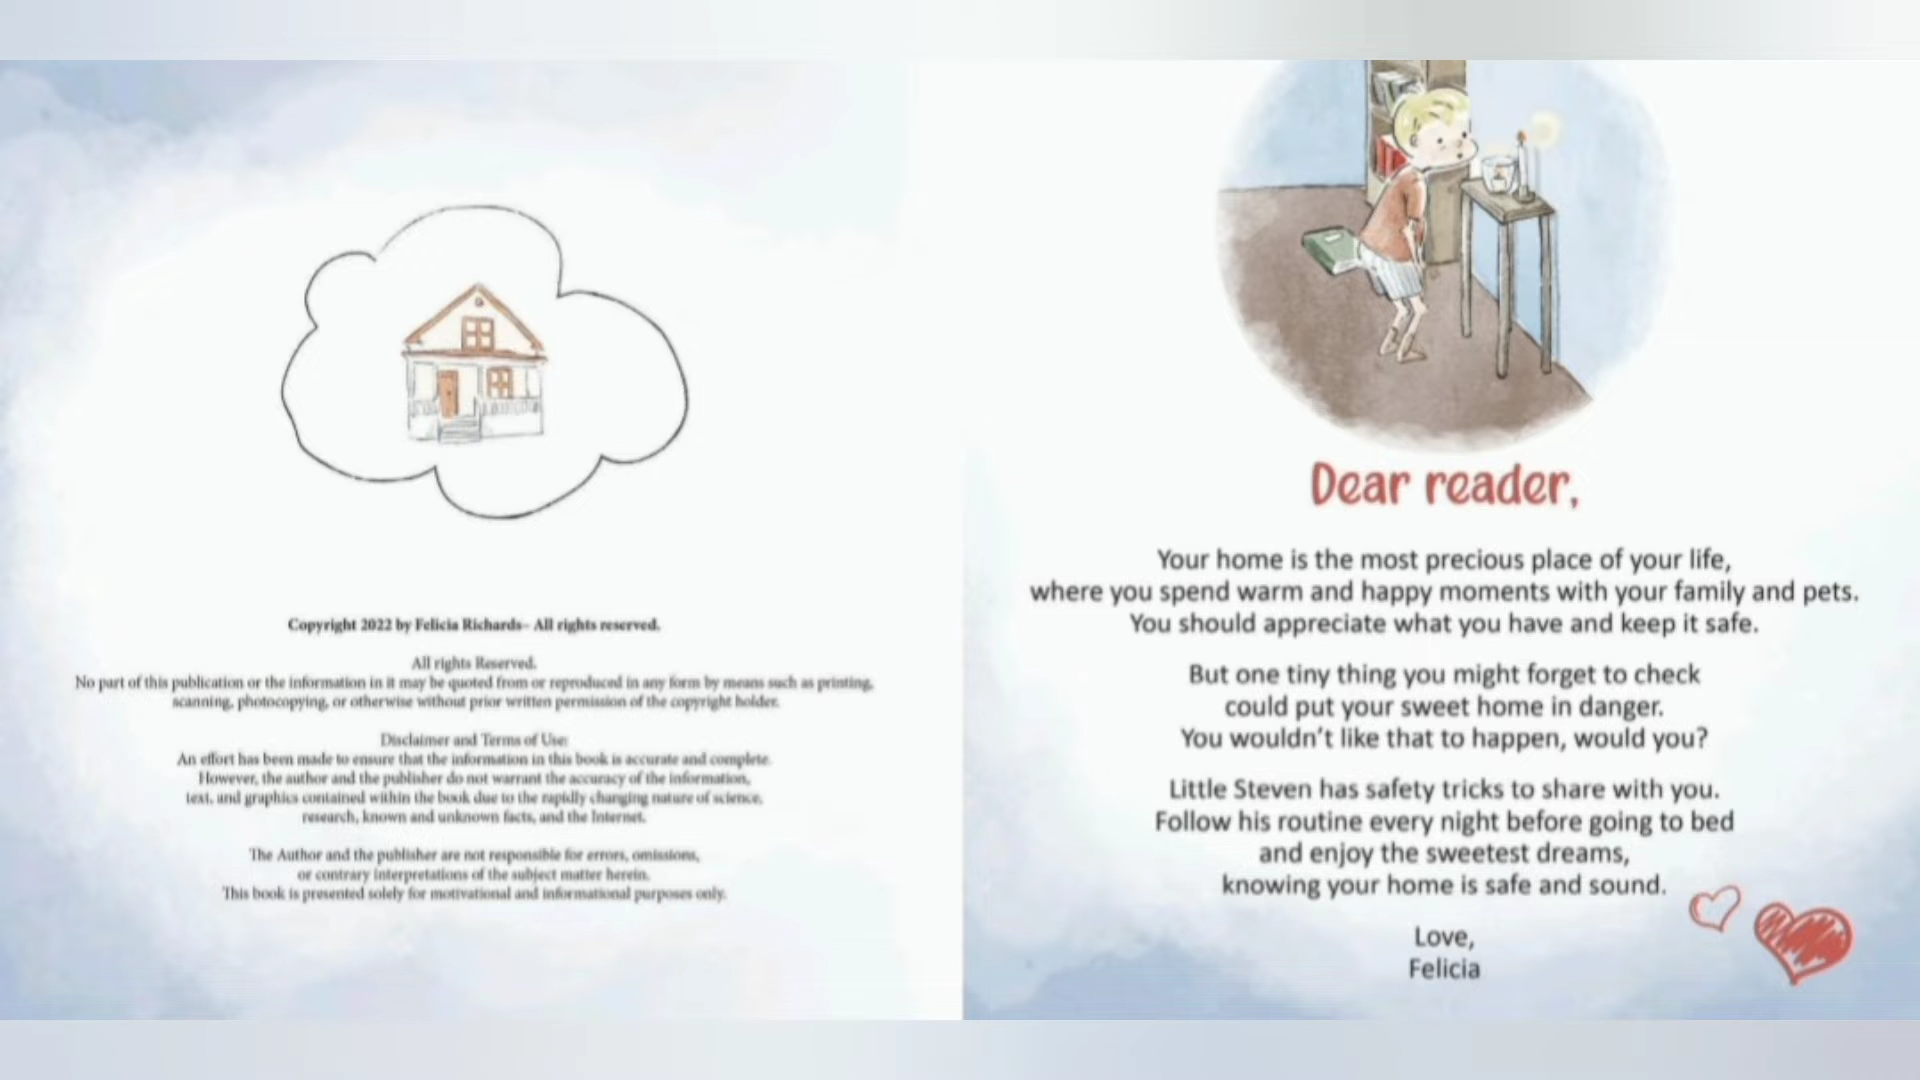 Copyright 2022 by Felicia Richards- All rights reserved.
All rights Reserved.
No part of this publication or the information in it may be quoted from or reproduced in any form by means such as printing,
scanning, photocopying, or otherwise without prior written permission of the copyright holder.
Disclaimer and Terms of Use:
An effort has been made to ensure that the information in this book is accurate and complete.
However, the author and the publisher do not warrant the accuracy of the information,
text, and graphics contained within the book due to the rapidly changing nature of science,
research, known and unknown facts, and the Internet.
The Author and the publisher are not responsible for errors, omissions,
or contrary interpretations of the subject matter herein.
This book is presented solely for motivational and informational purposes only.
Dear reader,
Your home is the most precious place of your life,
where you spend warm and happy moments with your family and pets.
You should appreciate what you have and keep it safe.
But one tiny thing you might forget to check
could put your sweet home in danger.
You wouldn't like that to happen, would you?
Little Steven has safety tricks to share with you.
Follow his routine every night before going to bed
and enjoy the sweetest dreams,
knowing your home is safe and sound.
Love,
Felicia